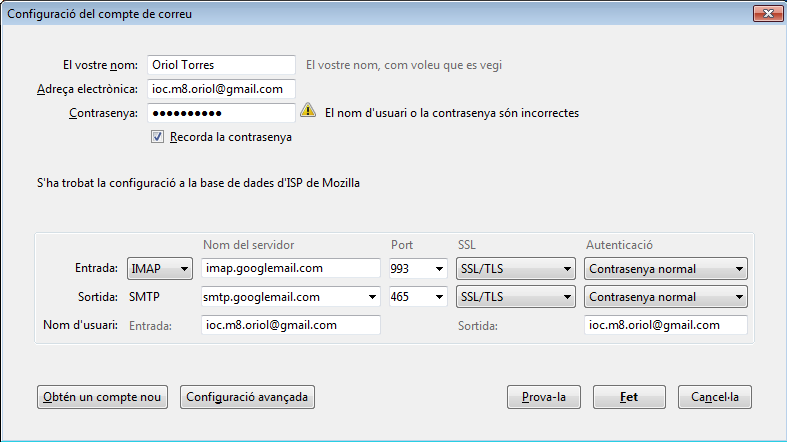 Configuració del compte de correu
El vostre nom: Oriol Torres El vostre nom, com voleu que es vegi
Adreça electrònica: ioc.m8.oriol@gmail.com
Contrasenya: •••••••••• El nom d'usuari o la contrasenya són incorrectes
Recorda la contrasenya
S'ha trobat la configuració a la base de dades d'ISP de Mozilla
Nom del servidor Port SSL Autenticació
Entrada: IMAP imap.googlemail.com 993 SSL/TLS Contrasenya normal
Sortida: SMTP smtp.googlemail.com 465 SSL/TLS Contrasenya normal
Nom d'usuari: Entrada: ioc.m8.oriol@gmail.com Sortida: ioc.m8.oriol@gmail.com
Obtén un compte nou Configuració avançada Prova-la Fet Cancel·la